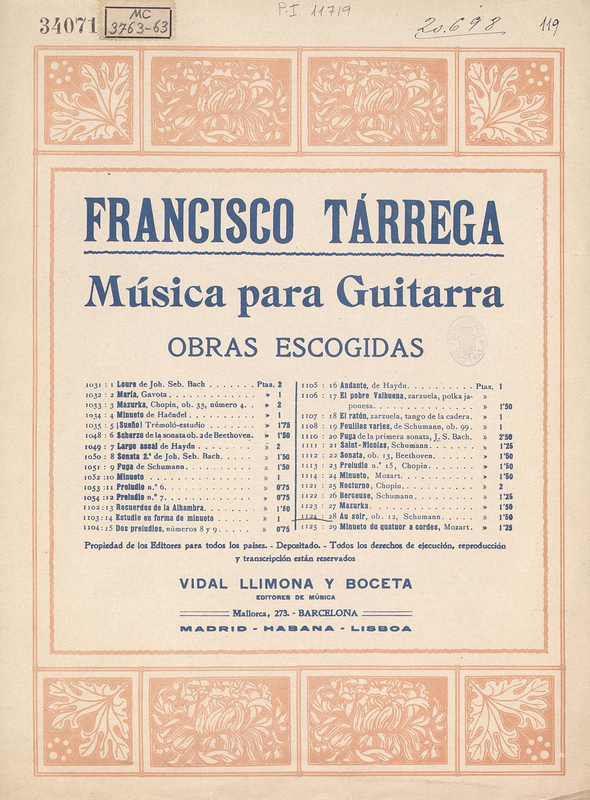 34071
MC
3763-63
P.I. 11719
20.698
119
FRANCISCO TÁRREGA
Música para Guitarra
OBRAS ESCOGIDAS
1031 : 1 Loure de Joh. Seb. Bach . . . . . . Ptas. 2
1032 : 2 María, Gavota. . . . . . . . . » 1
1033 : 3 Mazurka, Chopin, ob. 33, número 4. . . » 2
1034 : 4 Minueto de Haëndel . . . . . . » 1
1035 : 5 ¡Sueño! Trémoló-estudio . . . . . » 1'75
1048 : 6 Scherzo de la sonata ob. 2 de Beethoven. » 1'50
1049 : 7 Largo assai de Haydn . . . . . . » 2
1050 : 8 Sonata 2.ª de Joh. Seb. Bach . . . . » 1'50
1051 : 9 Fuga de Schumann. . . . . . . » 1'50
1052 : 10 Minueto . . . . . . . . . . » 1
1053 : 11 Preludio n.º 6. . . . . . . . . » 0'75
1054 : 12 Preludio n.º 7. . . . . . . . . » 0'75
1102 : 13 Recuerdos de la Alhambra. . . . . » 1'50
1103 : 14 Estudio en forma de minueto . . . . » 1
1104 : 15 Dos preludios, números 8 y 9. . . . . » 0'75
1105 : 16 Andante, de Haydn. . . . . . . . Ptas. 1
1106 : 17 El pobre Valbuena, zarzuela, polka ja-
ponesa. . . . . . . . . . » 1'50
1107 : 18 El ratón, zarzuela, tango de la cadera. » 1
1108 : 19 Feuilles varies, de Schumann, ob. 99. . » 1
1110 : 20 Fuga de la primera sonata, J. S. Bach. . » 2'50
1111 : 21 Saint-Nicolas, Schumann. . . . . . » 1'25
1112 : 22 Sonata, ob. 13, Beethoven. . . . . . » 1'50
1113 : 23 Preludio n.º 15, Chopin. . . . . . » 1'50
1114 : 24 Minueto, Mozart. . . . . . . . » 1'50
1121 : 25 Nocturno, Chopin . . . . . . . » 2
1122 : 26 Berceuse, Schumann . . . . . . . » 1'25
1123 : 27 Mazurka. . . . . . . . . . » 1'50
1124 : 28 Au soir, ob. 12, Schumann. . . . . » 1'50
1125 : 29 Minueto du quatuor a cordes, Mozart. . » 1'25
Propiedad de los Editores para todos los países. - Depositado. - Todos los derechos de ejecución, reproducción
y transcripción están reservados
VIDAL LLIMONA Y BOCETA
EDITORES DE MÚSICA
Mallorca, 273. - BARCELONA
MADRID - HABANA - LISBOA